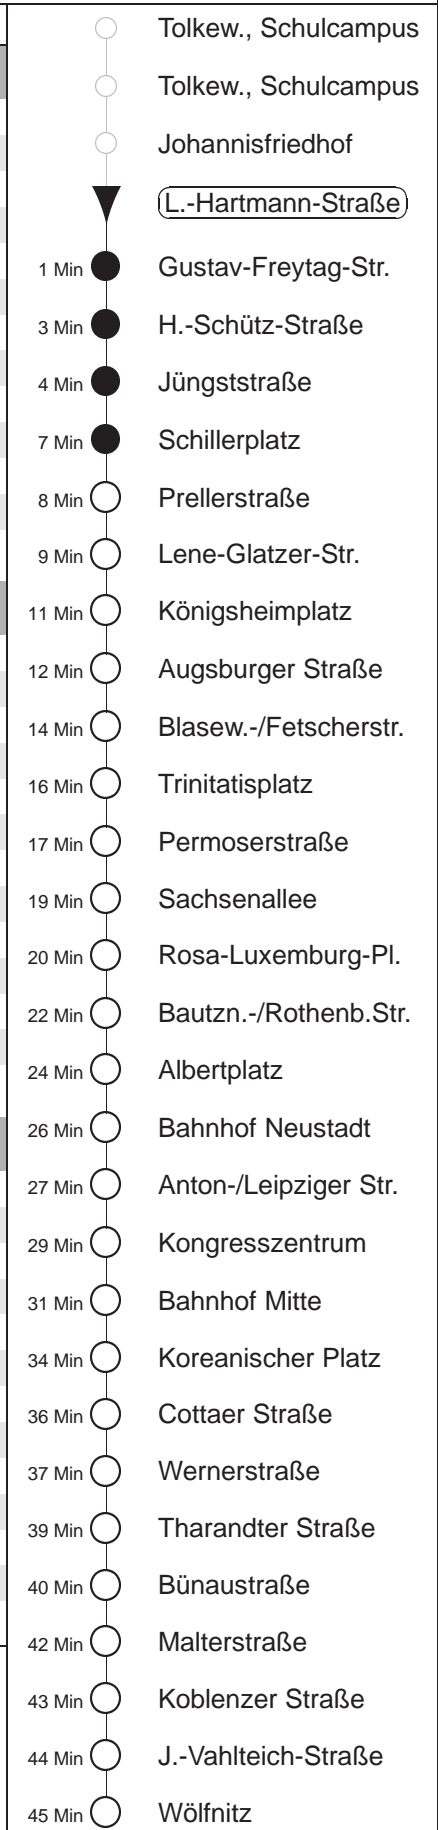 Tolkew., Schulcampus
Tolkew., Schulcampus
Johannisfriedhof
L.-Hartmann-Straße
1 Min Gustav-Freytag-Str.
3 Min H.-Schütz-Straße
4 Min Jüngststraße
7 Min Schillerplatz
8 Min Prellerstraße
9 Min Lene-Glatzer-Str.
11 Min Königsheimplatz
12 Min Augsburger Straße
14 Min Blasew.-/Fetscherstr.
16 Min Trinitatisplatz
17 Min Permoserstraße
19 Min Sachsenallee
20 Min Rosa-Luxemburg-Pl.
22 Min Bautzn.-/Rothenb.Str.
24 Min Albertplatz
26 Min Bahnhof Neustadt
27 Min Anton-/Leipziger Str.
29 Min Kongresszentrum
31 Min Bahnhof Mitte
34 Min Koreanischer Platz
36 Min Cottaer Straße
37 Min Wernerstraße
39 Min Tharandter Straße
40 Min Bünaustraße
42 Min Malterstraße
43 Min Koblenzer Straße
44 Min J.-Vahlteich-Straße
45 Min Wölfnitz